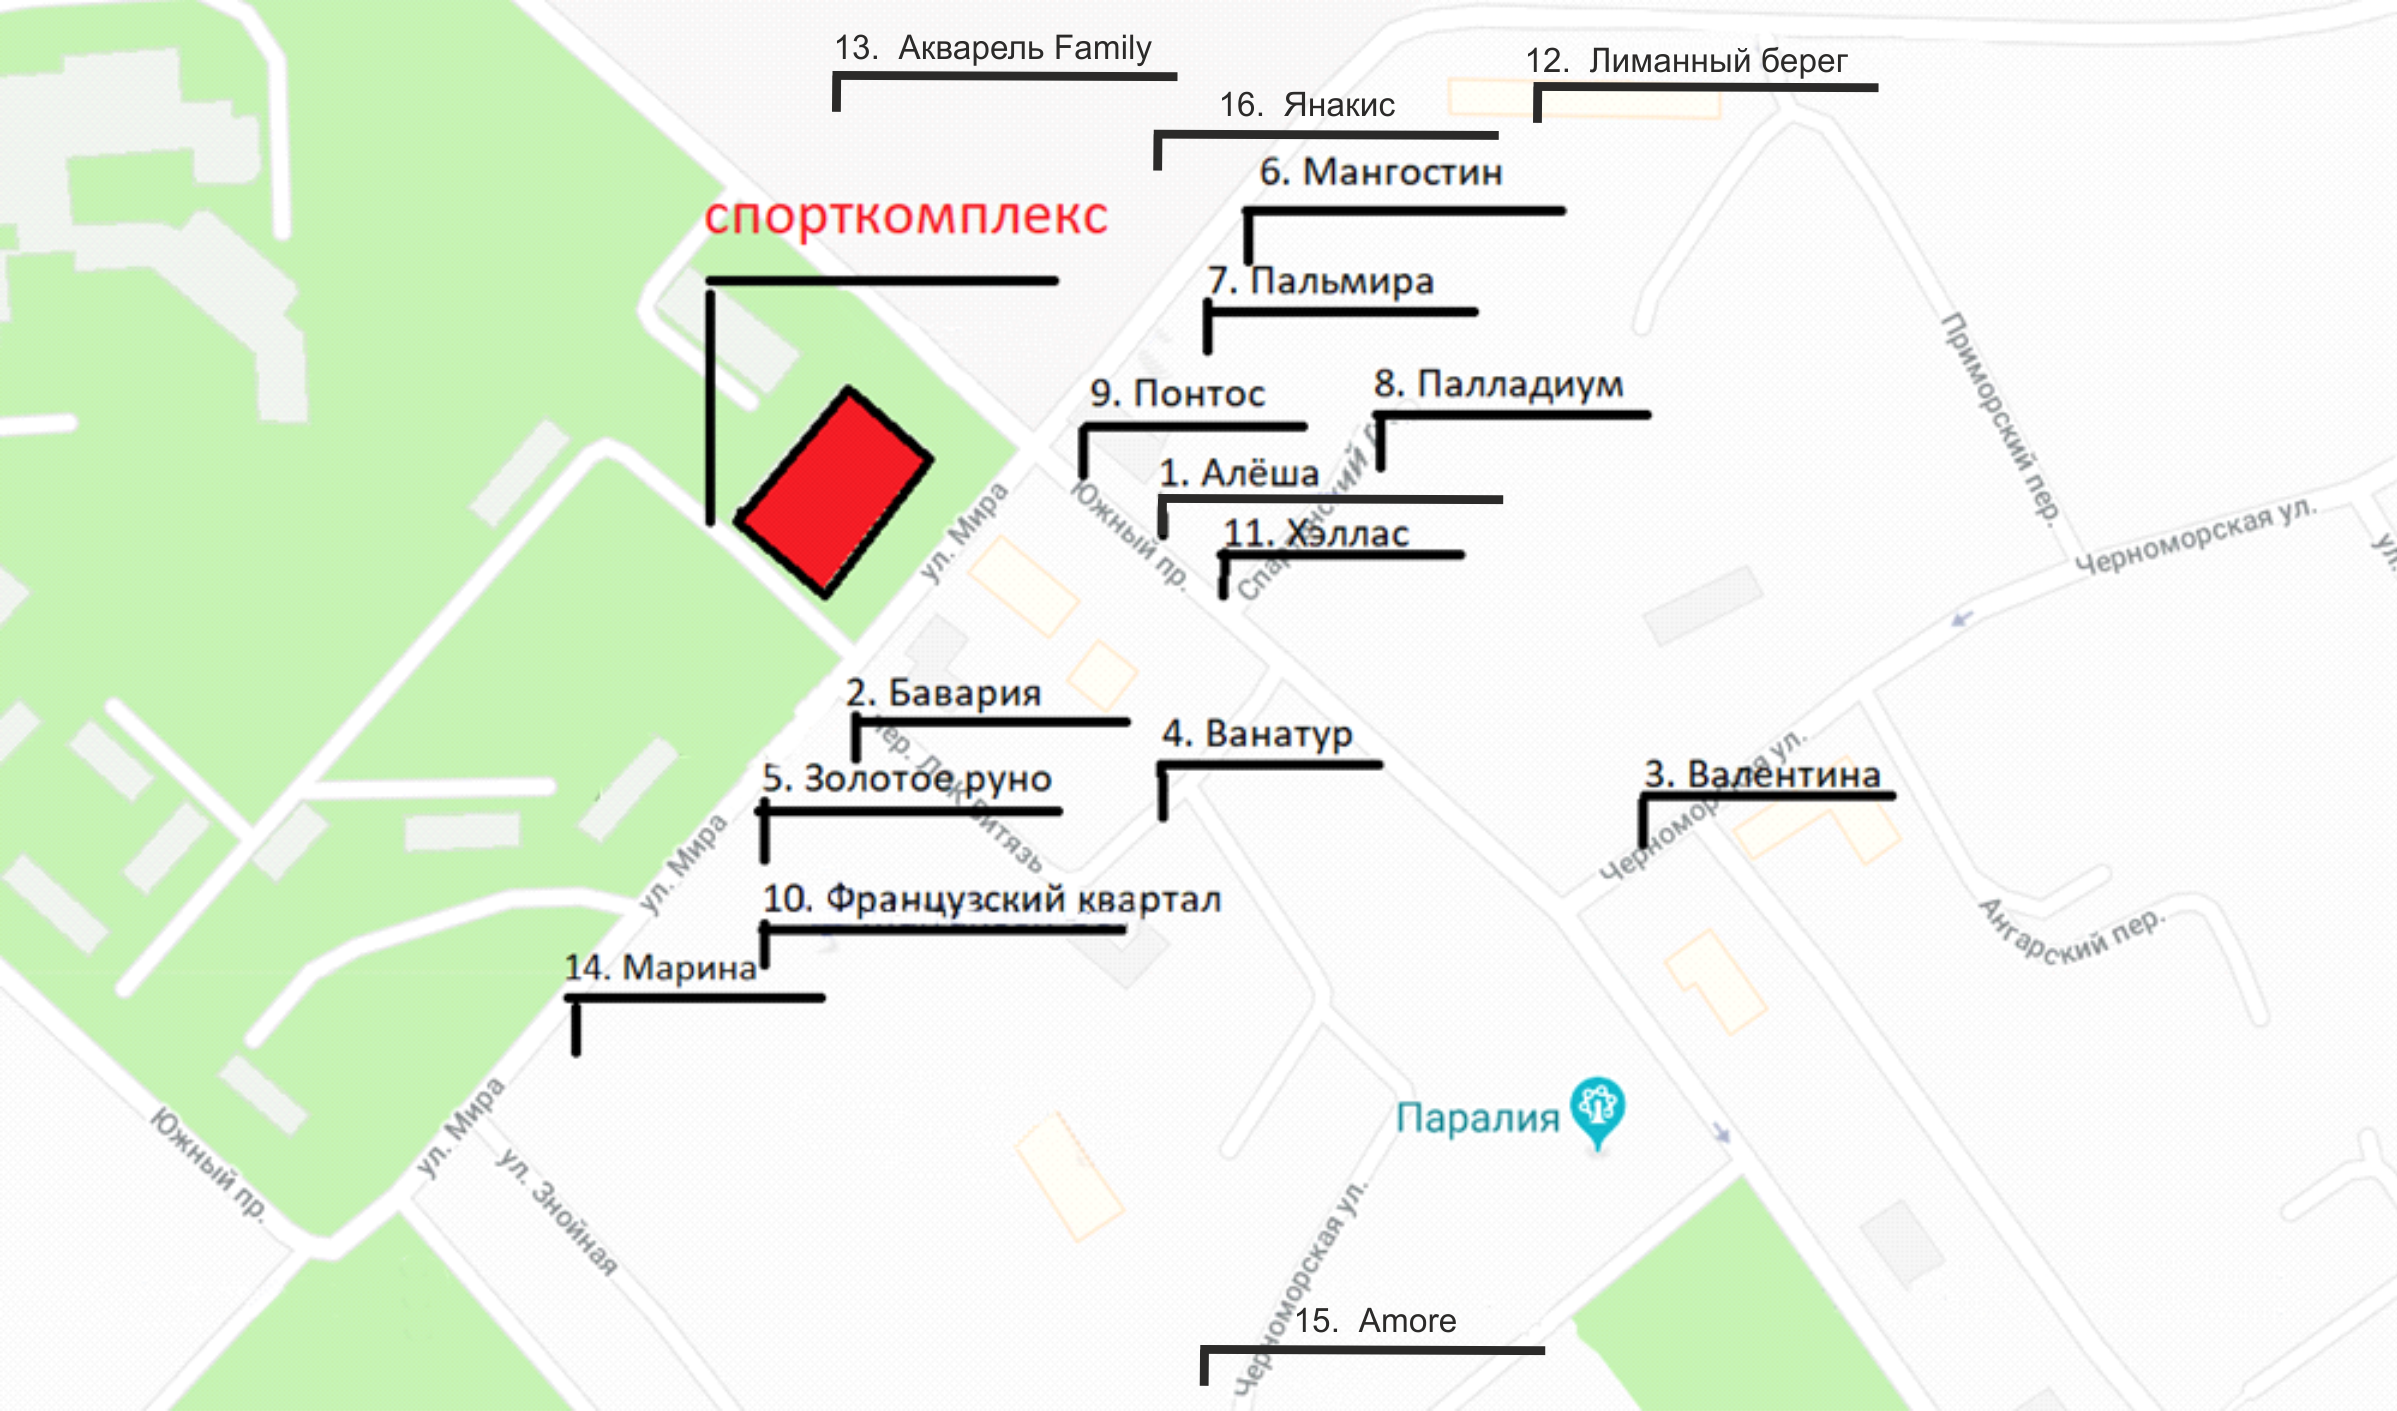 13. Акварель Family
12. Лиманный берег
16. Янакис
6. Мангостин
спорткомплекс
7. Пальмира
8. Палладиум
9. Понтос
Приморский пер.
1. Алёша
ул. Мира
Южный пр.
11. Хэллас
Черноморская ул.
ул.
2. Бавария
4. Ванатур
5. Золотое руно
3. Валентина
Черноморская ул.
ул. Мира
10. Французский квартал
Ангарский пер.
14. Марина
Паралия
ул. Мира
Южный пр.
ул. Знойная
Черноморская ул.
15. Amore